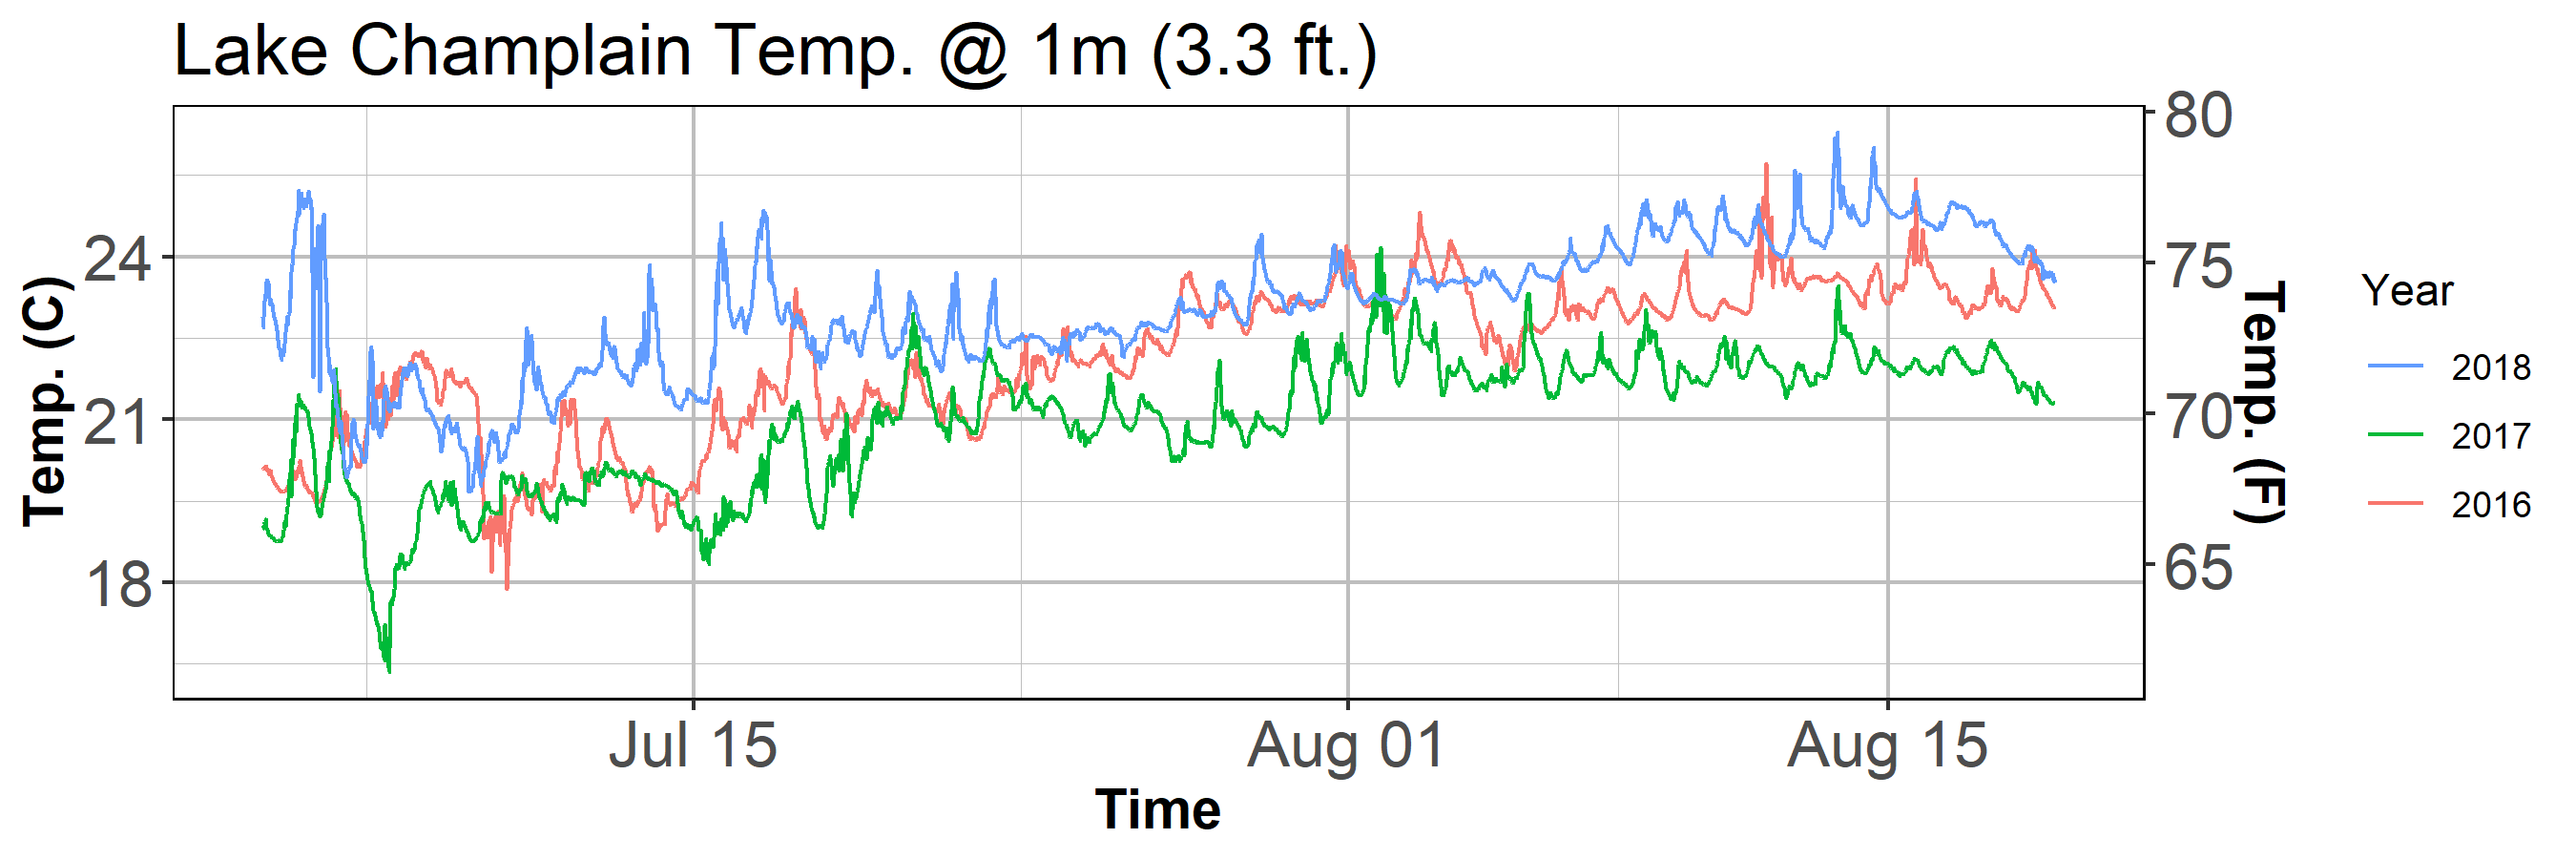 Lake Champlain Temp. @ 1m (3.3 ft.)
Temp. (C)
24
21
18
80
75
70
65
Temp. (F)
Jul 15
Aug 01
Aug 15
Time
Year
2018
2017
2016